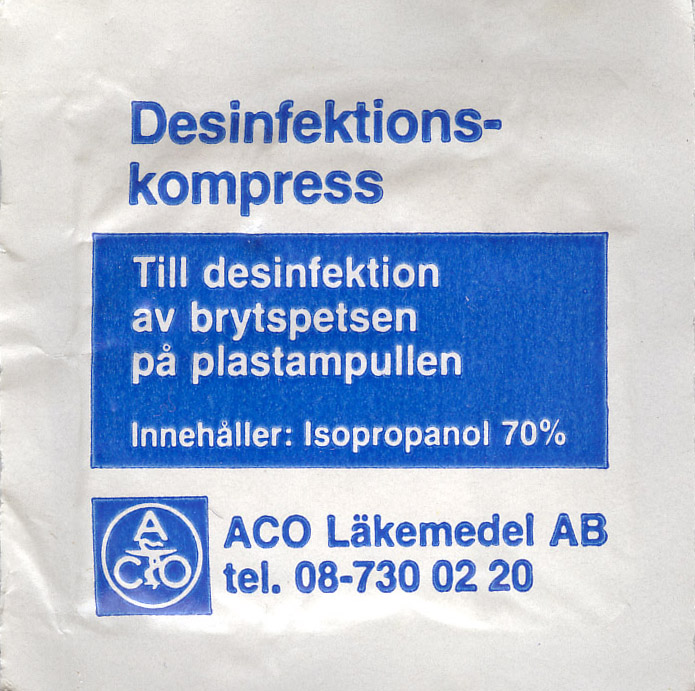 Desinfektions-
kompress
Till desinfektion
av brytspetsen
på plastampullen
Innehåller: Isopropanol 70%
A
CO
ACO Läkemedel AB
tel. 08-730 02 20